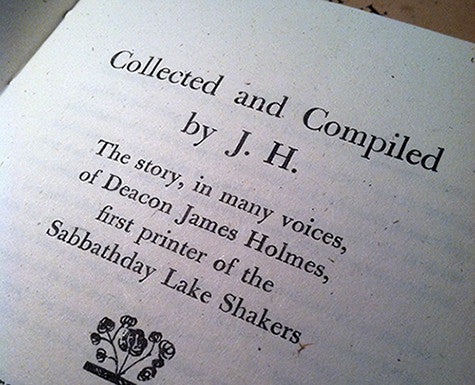 Collected and Compiled
by J. H.
The story, in many voices,
of Deacon James Holmes,
first printer of the
Sabbathday Lake Shakers